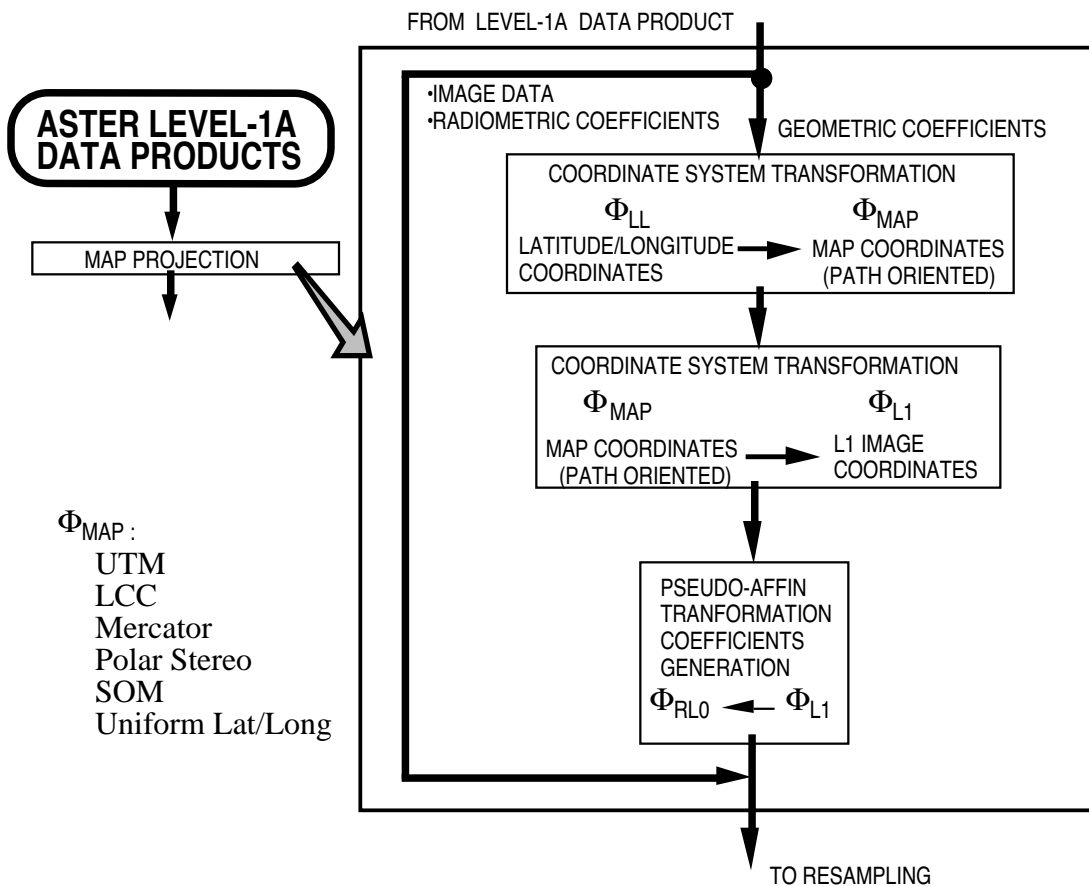 FROM LEVEL-1A DATA PRODUCT
•IMAGE DATA
•RADIOMETRIC COEFFICIENTS
GEOMETRIC COEFFICIENTS
ASTER LEVEL-1A
DATA PRODUCTS
MAP PROJECTION
COORDINATE SYSTEM TRANSFORMATION
ΦLL ΦMAP
LATITUDE/LONGITUDE
COORDINATES
MAP COORDINATES
(PATH ORIENTED)
COORDINATE SYSTEM TRANSFORMATION
ΦMAP ΦL1
MAP COORDINATES
(PATH ORIENTED)
L1 IMAGE
COORDINATES
ΦMAP :
UTM
LCC
Mercator
Polar Stereo
SOM
Uniform Lat/Long
PSEUDO-AFFIN
TRANFORMATION
COEFFICIENTS
GENERATION
ΦRL0 ΦL1
TO RESAMPLING